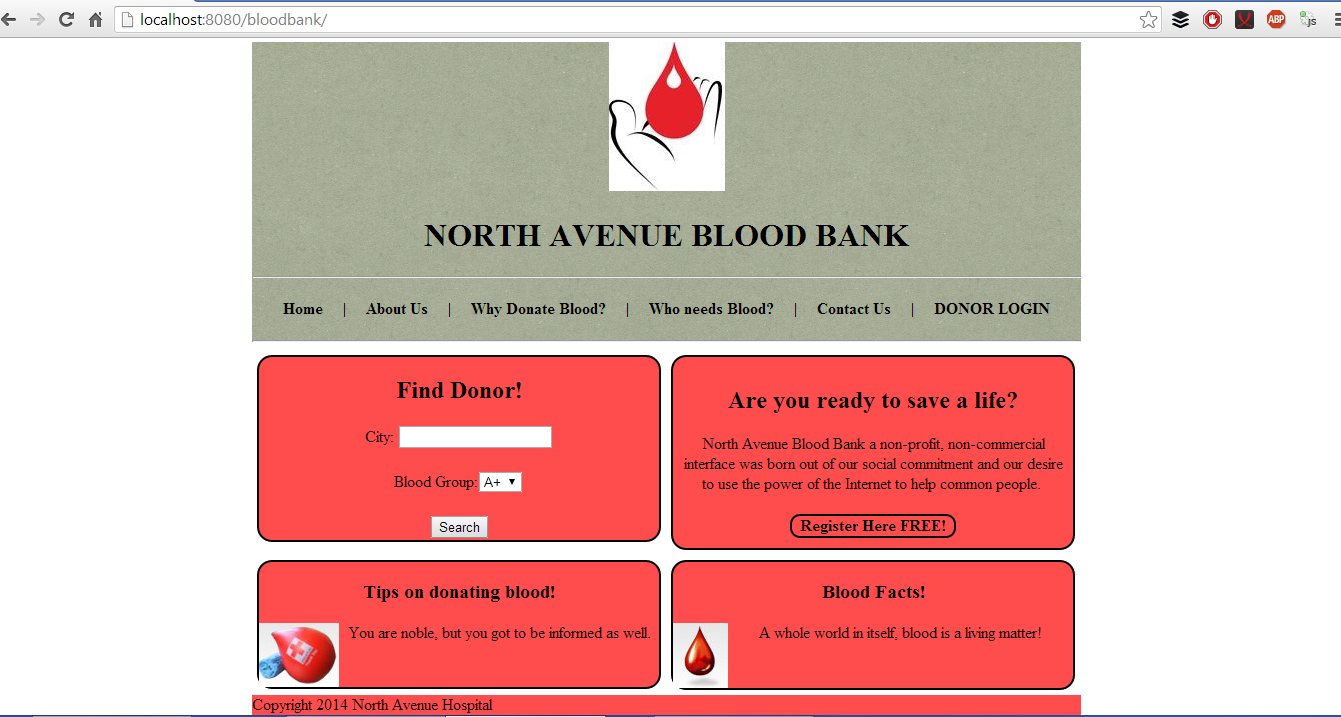 localhost:8080/bloodbank/
ABP
js
NORTH AVENUE BLOOD BANK
Home | About Us | Why Donate Blood? | Who needs Blood? | Contact Us | DONOR LOGIN
Find Donor!
City:
Blood Group: A+
Search
Are you ready to save a life?
North Avenue Blood Bank a non-profit, non-commercial
interface was born out of our social commitment and our desire
to use the power of the Internet to help common people.
Register Here FREE!
Tips on donating blood!
You are noble, but you got to be informed as well.
Blood Facts!
A whole world in itself, blood is a living matter!
Copyright 2014 North Avenue Hospital